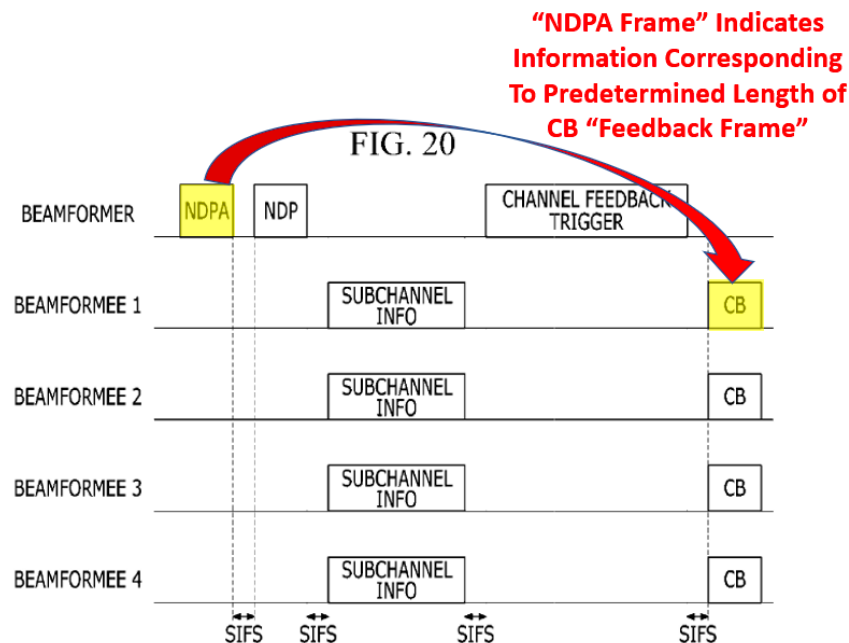 “NDPA Frame” Indicates
Information Corresponding
To Predetermined Length of
CB “Feedback Frame”
FIG. 20
BEAMFORMER
NDPA
NDP
CHANNEL FEEDBACK
TRIGGER
BEAMFORMEE 1
SUBCHANNEL
INFO
CB
BEAMFORMEE 2
SUBCHANNEL
INFO
CB
BEAMFORMEE 3
SUBCHANNEL
INFO
CB
BEAMFORMEE 4
SUBCHANNEL
INFO
CB
SIFS
SIFS
SIFS
SIFS